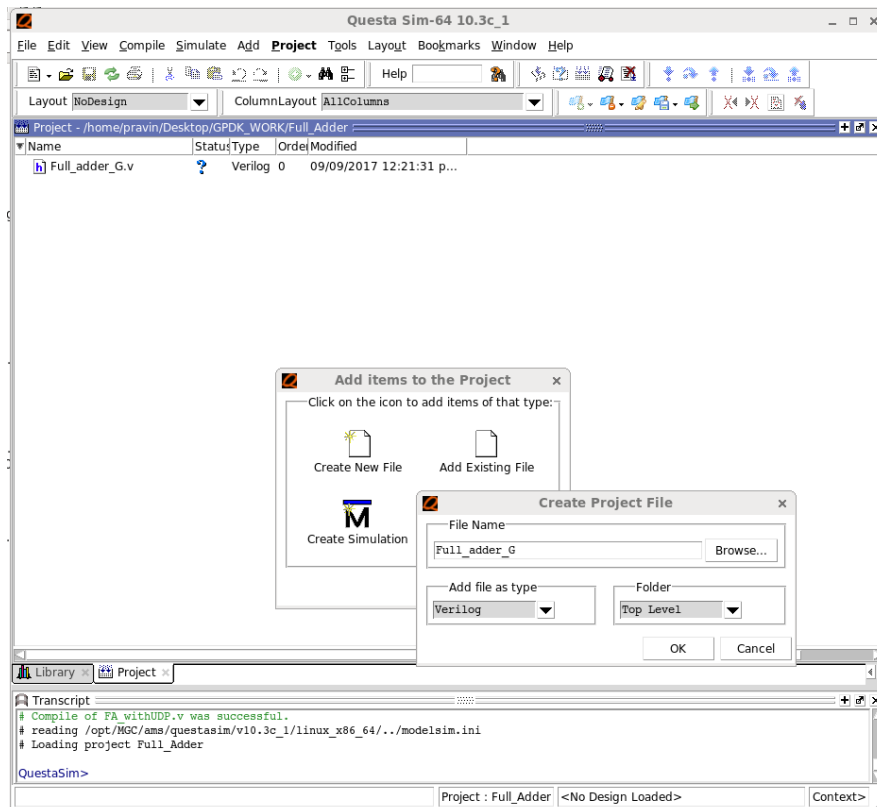 Questa Sim-64 10.3c_1
File Edit View Compile Simulate Add Project Tools Layout Bookmarks Window Help
Help
Layout NoDesign ColumnLayout AllColumns
Project - /home/pravin/Desktop/GPDK_WORK/Full_Adder
Name Status Type Order Modified
Full_adder_G.v ? Verilog 0 09/09/2017 12:21:31 p...
Add items to the Project
Click on the icon to add items of that type:
Create New File Add Existing File
Create Simulation
Create Project File
File Name
Full_adder_G Browse...
Add file as type Folder
Verilog Top Level
OK Cancel
Library Project
Transcript
# Compile of FA_withUDP.v was successful.
# reading /opt/MGC/ams/questasim/v10.3c_1/linux_x86_64/../modelsim.ini
# Loading project Full_Adder
QuestaSim>
Project : Full_Adder <No Design Loaded> Context>